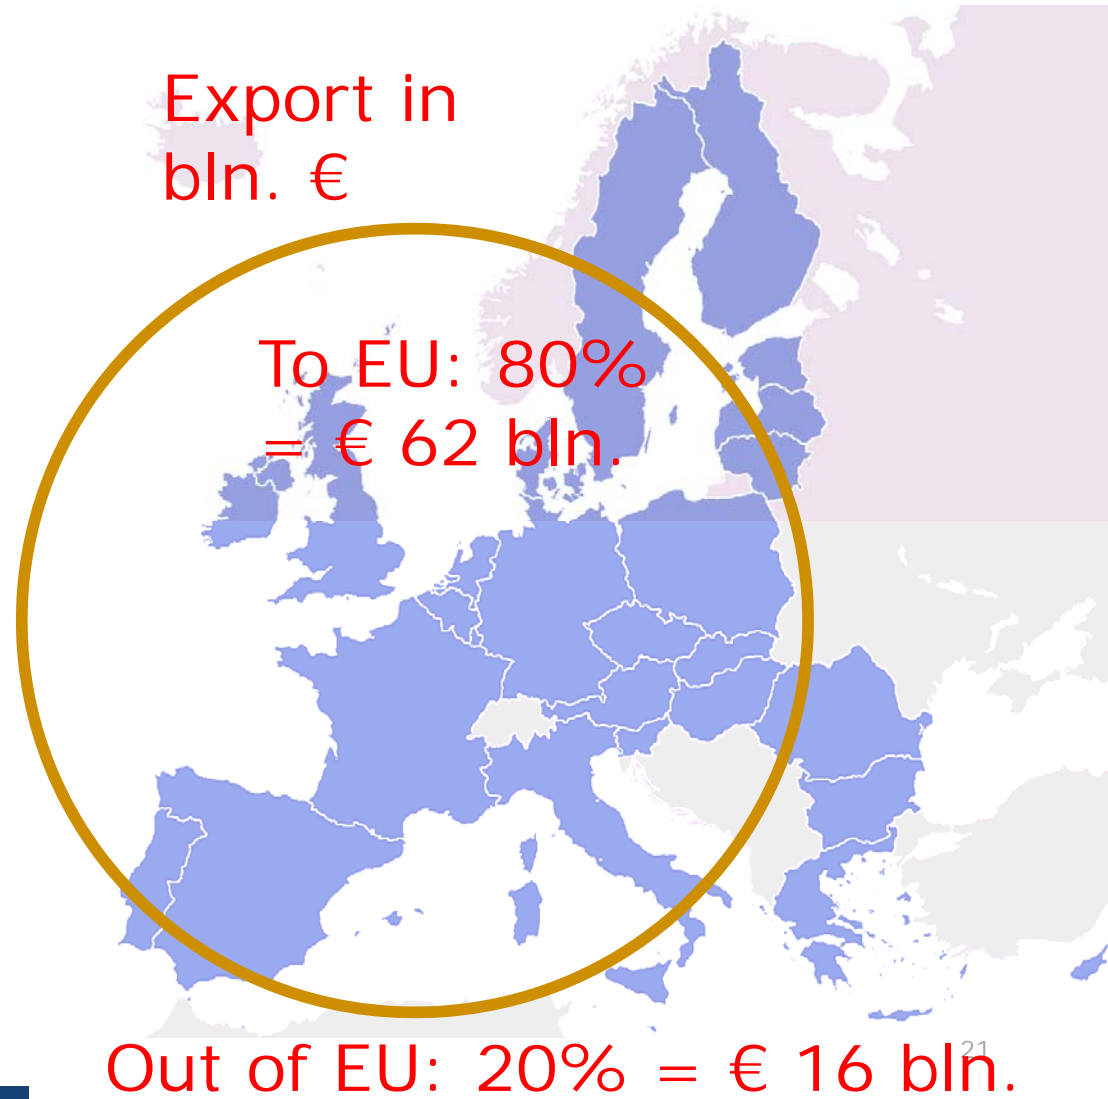 Export in
bln. €
To EU: 80%
= € 62 bln.
21
Out of EU: 20% = € 16 bln.